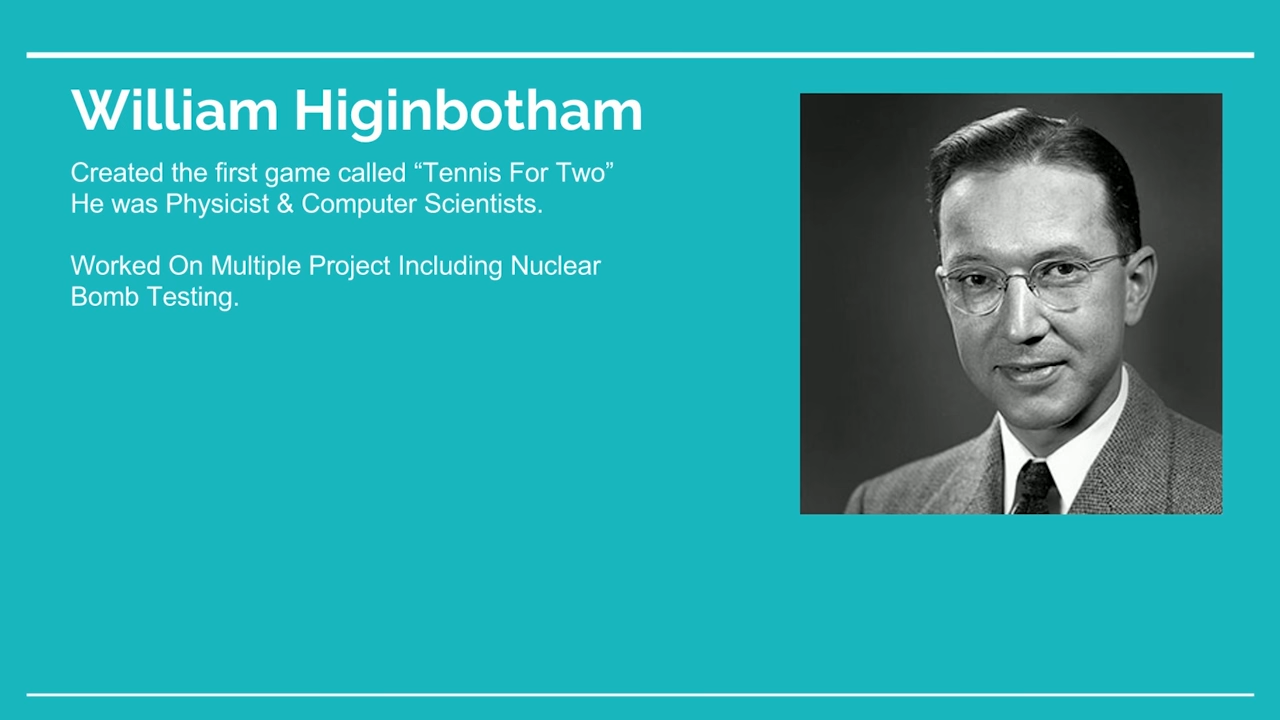 William Higinbotham
Created the first game called “Tennis For Two”
He was Physicist & Computer Scientists.
Worked On Multiple Project Including Nuclear
Bomb Testing.